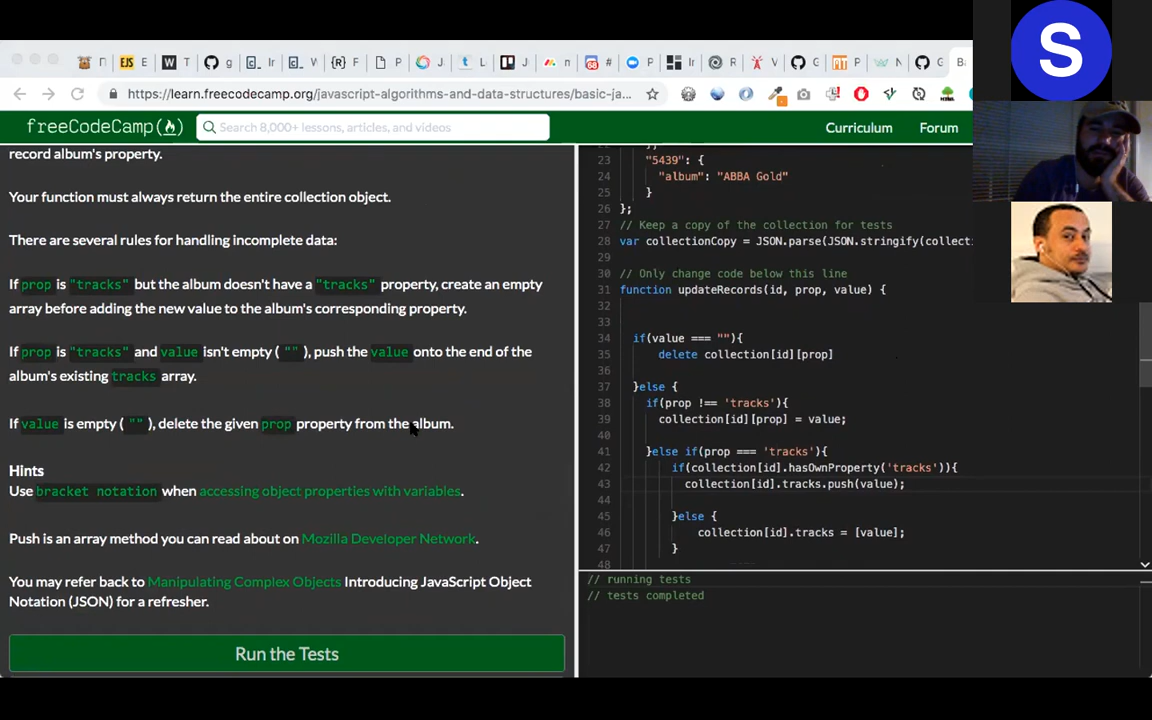 EJS
E
W
T
g
Ir
W
{R}
F
P
J
t
L
J
m
68
#
P
In
R
V
G
P
N
G
Ba
https://learn.freecodecamp.org/javascript-algorithms-and-data-structures/basic-ja...
freeCodeCamp
Search 8,000+ lessons, articles, and videos
Curriculum
Forum
S
record album's property.
Your function must always return the entire collection object.
There are several rules for handling incomplete data:
If prop is "tracks" but the album doesn't have a "tracks" property, create an empty
array before adding the new value to the album's corresponding property.
If prop is "tracks" and value isn't empty ( "" ), push the value onto the end of the
album's existing tracks array.
If value is empty ( "" ), delete the given prop property from the album.
Hints
Use bracket notation when accessing object properties with variables.
Push is an array method you can read about on Mozilla Developer Network.
You may refer back to Manipulating Complex Objects Introducing JavaScript Object
Notation (JSON) for a refresher.
Run the Tests
23 "5439": {
24 "album": "ABBA Gold"
25 }
26 };
27 // Keep a copy of the collection for tests
28 var collectionCopy = JSON.parse(JSON.stringify(collecti
29
30 // Only change code below this line
31 function updateRecords(id, prop, value) {
32
33
34 if(value === ""){
35 delete collection[id][prop]
36
37 }else {
38 if(prop !== 'tracks'){
39 collection[id][prop] = value;
40
41 }else if(prop === 'tracks'){
42 if(collection[id].hasOwnProperty('tracks')){
43 collection[id].tracks.push(value);
44
45 }else {
46 collection[id].tracks = [value];
47 }
48
// running tests
// tests completed